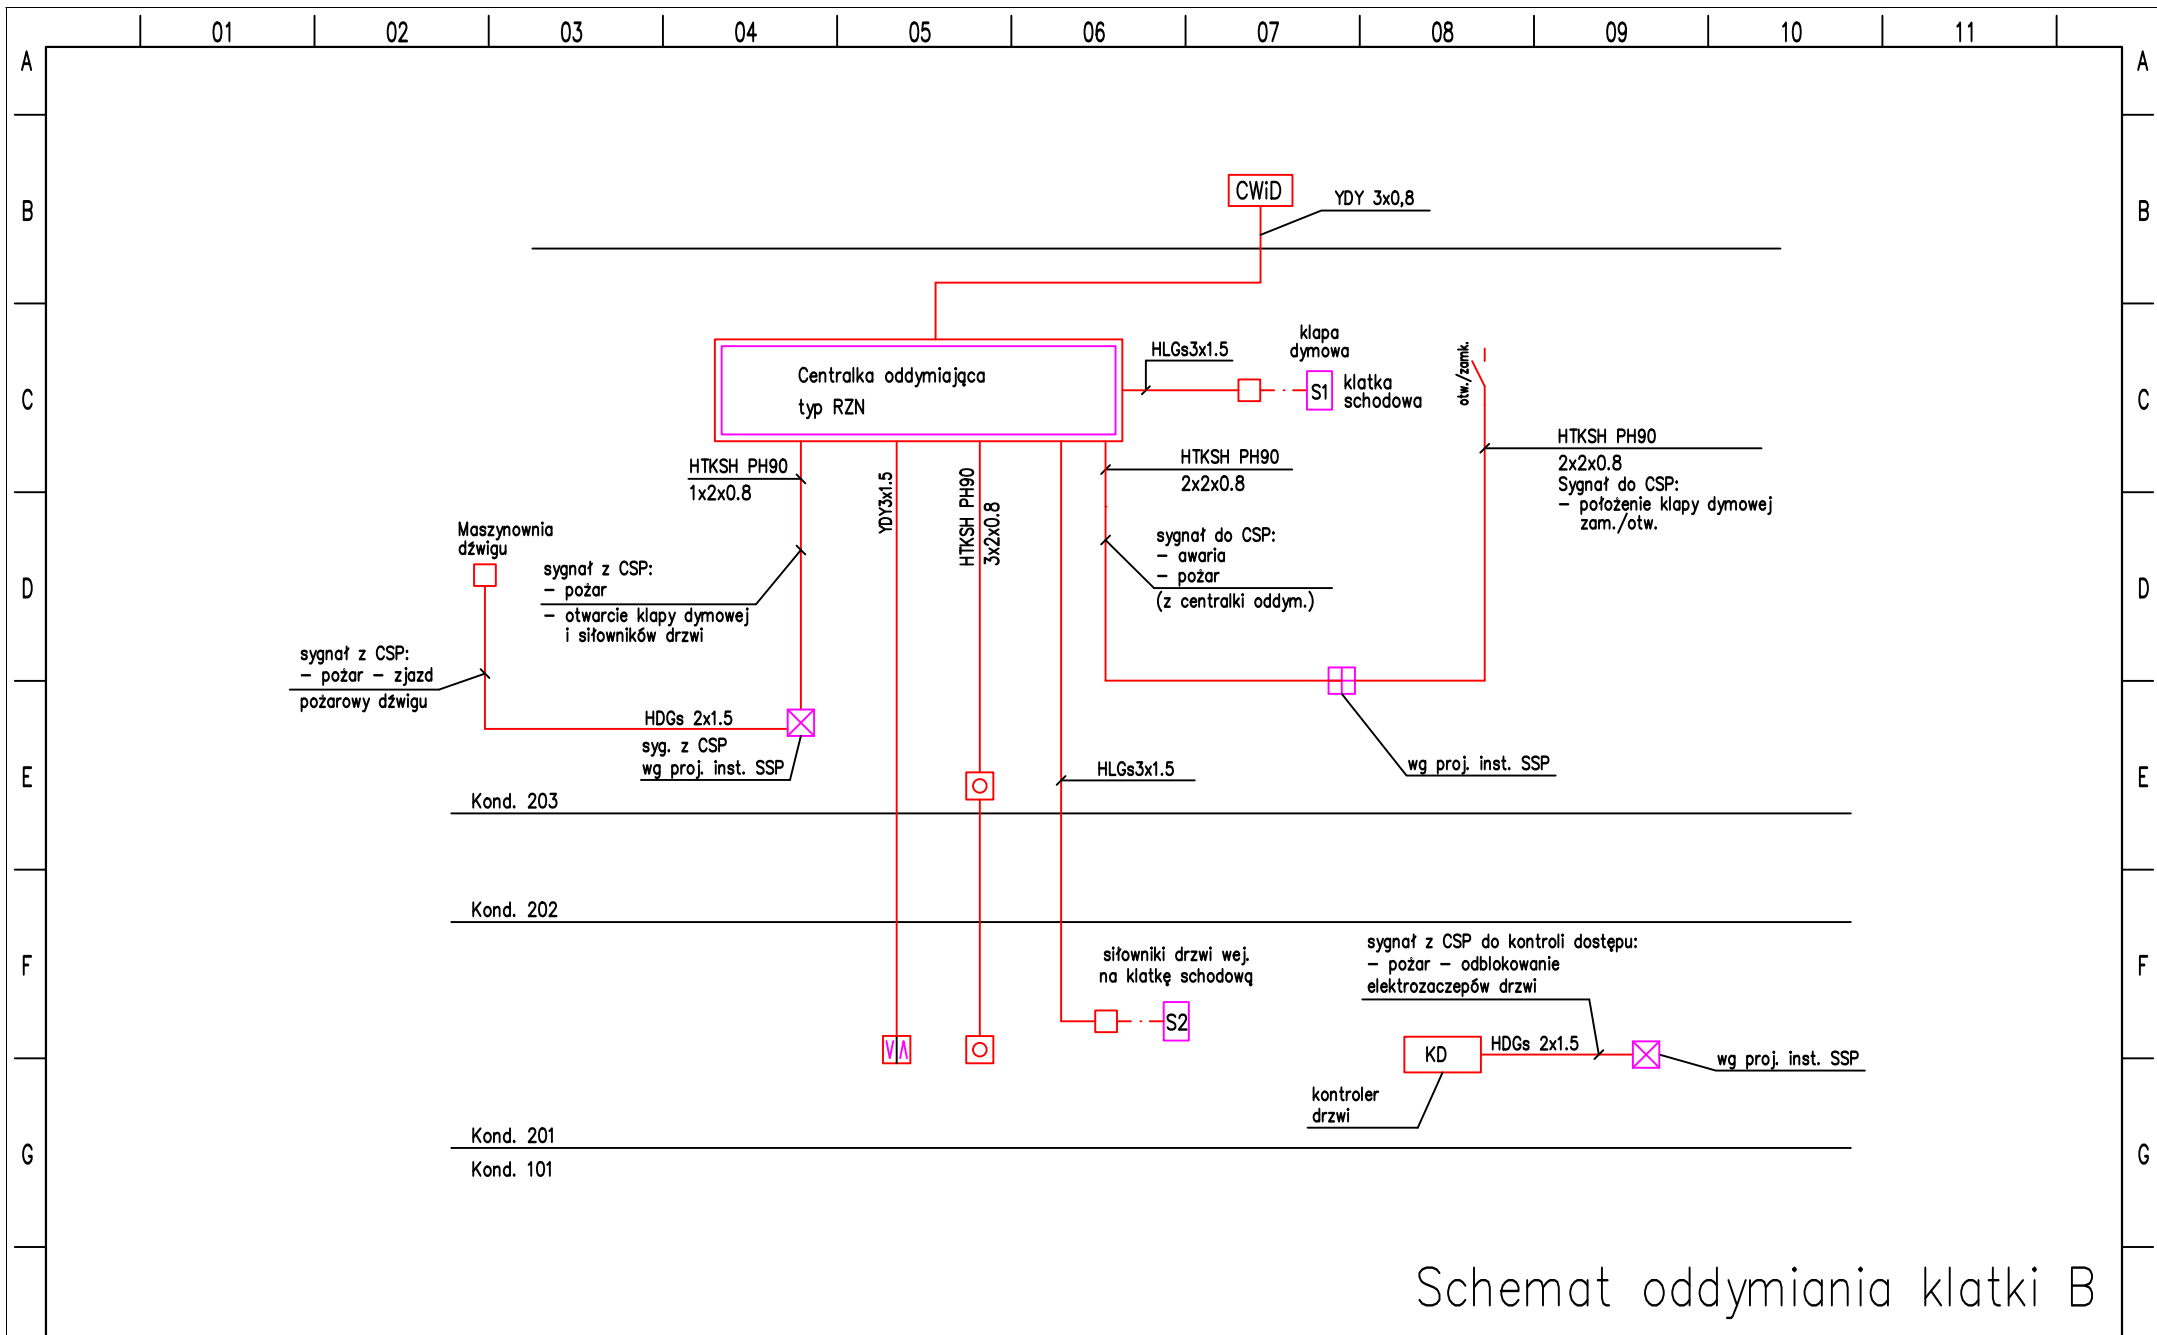 01 02 03 04 05 06 07 08 09 10 11
A A
B B
CWiD
YDY 3x0,8
C C
Centralka oddymiająca
typ RZN
HLGs3x1.5
klapa
dymowa
S1
klatka
schodowa
otw./zamk.
HTKSH PH90
2x2x0.8
Sygnał do CSP:
– położenie klapy dymowej
zam./otw.
HTKSH PH90
1x2x0.8
YDY3x1.5
HTKSH PH90
3x2x0.8
HTKSH PH90
2x2x0.8
D D
Maszynownia
dźwigu
sygnał z CSP:
– pożar
– otwarcie klapy dymowej
i siłowników drzwi
sygnał do CSP:
– awaria
– pożar
(z centralki oddym.)
sygnał z CSP:
– pożar – zjazd
pożarowy dźwigu
E E
HDGs 2x1.5
syg. z CSP
wg proj. inst. SSP
HLGs3x1.5
wg proj. inst. SSP
Kond. 203
Kond. 202
F F
siłowniki drzwi wej.
na klatkę schodową
S2
sygnał z CSP do kontroli dostępu:
– pożar – odblokowanie
elektrozaczepów drzwi
KD
HDGs 2x1.5
wg proj. inst. SSP
kontroler
drzwi
G G
Kond. 201
Kond. 101
Schemat oddymiania klatki B